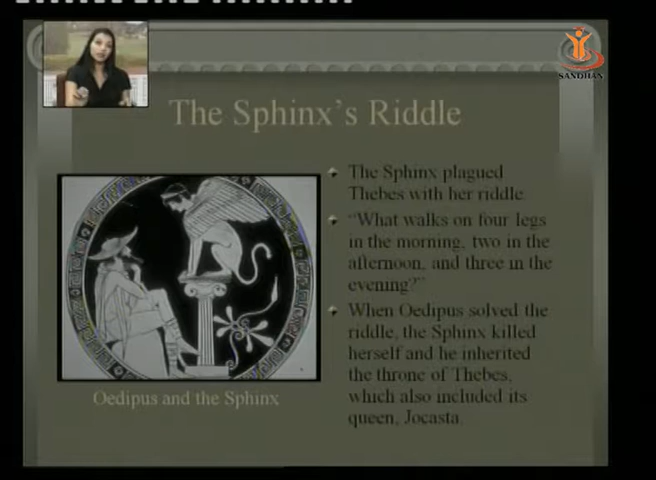 SANDHAN
The Sphinx's Riddle
The Sphinx plagued
Thebes with her riddle.
"What walks on four legs
in the morning, two in the
afternoon, and three in the
evening?"
When Oedipus solved the
riddle, the Sphinx killed
herself and he inherited
the throne of Thebes,
which also included its
queen, Jocasta.
Oedipus and the Sphinx